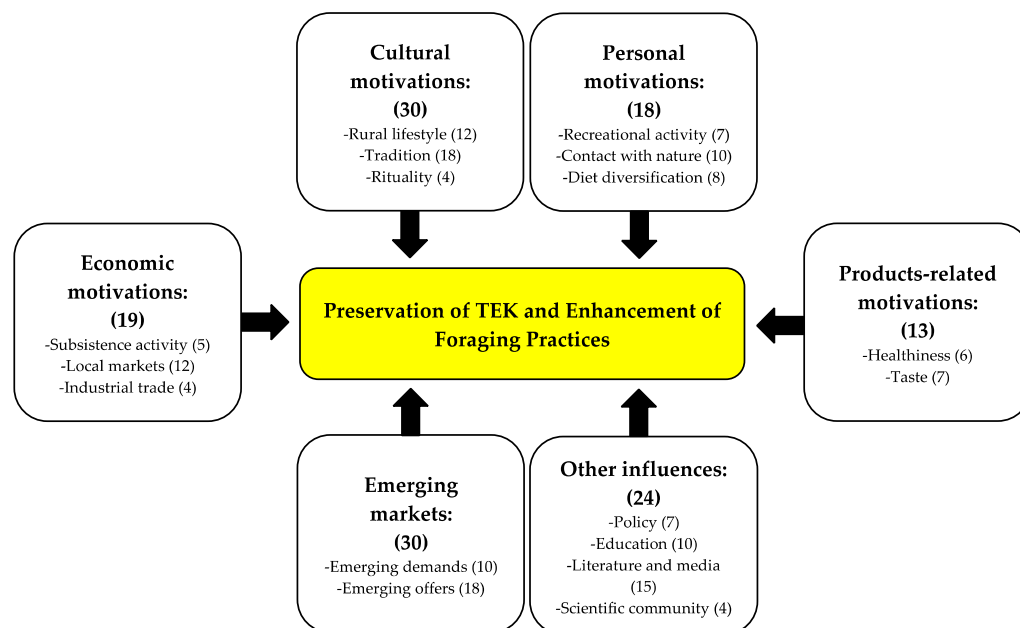 Cultural
motivations:
(30)
-Rural lifestyle (12)
-Tradition (18)
-Rituality (4)
Personal
motivations:
(18)
-Recreational activity (7)
-Contact with nature (10)
-Diet diversification (8)
Economic
motivations:
(19)
-Subsistence activity (5)
-Local markets (12)
-Industrial trade (4)
Preservation of TEK and Enhancement of
Foraging Practices
Products-related
motivations:
(13)
-Healthiness (6)
-Taste (7)
Emerging
markets:
(30)
-Emerging demands (10)
-Emerging offers (18)
Other influences:
(24)
-Policy (7)
-Education (10)
-Literature and media
(15)
-Scientific community (4)